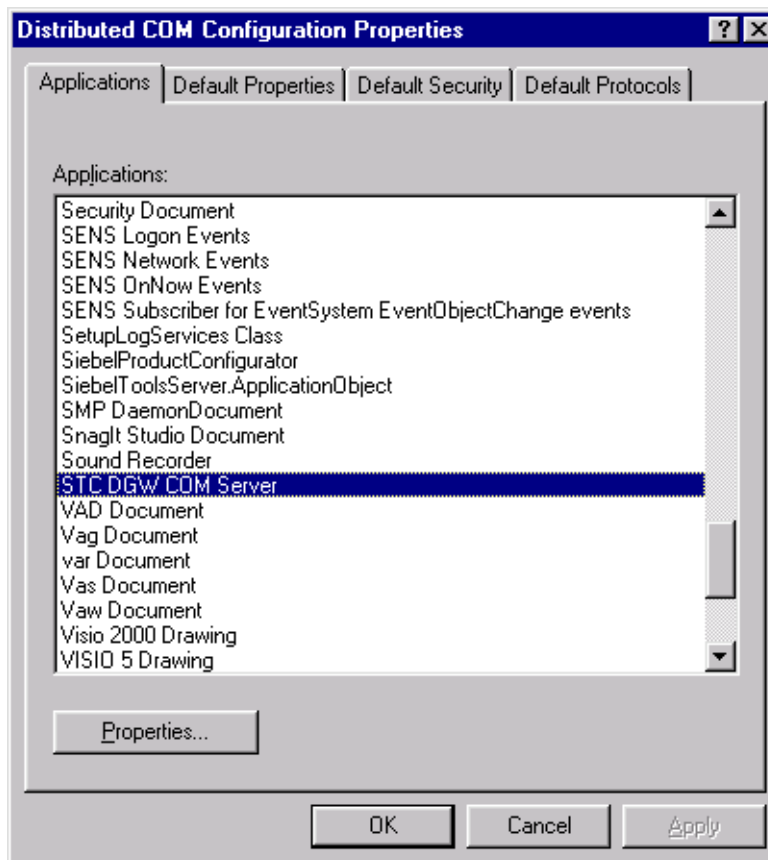 Distributed COM Configuration Properties
Applications Default Properties Default Security Default Protocols
Applications:
Security Document
SENS Logon Events
SENS Network Events
SENS OnNow Events
SENS Subscriber for EventSystem EventObjectChange events
SetupLogServices Class
SiebelProductConfigurator
SiebelToolsServer.ApplicationObject
SMP DaemonDocument
SnagIt Studio Document
Sound Recorder
STC DGW COM Server
VAD Document
Vag Document
var Document
Vas Document
Vaw Document
Visio 2000 Drawing
VISIO 5 Drawing
Properties...
OK Cancel Apply